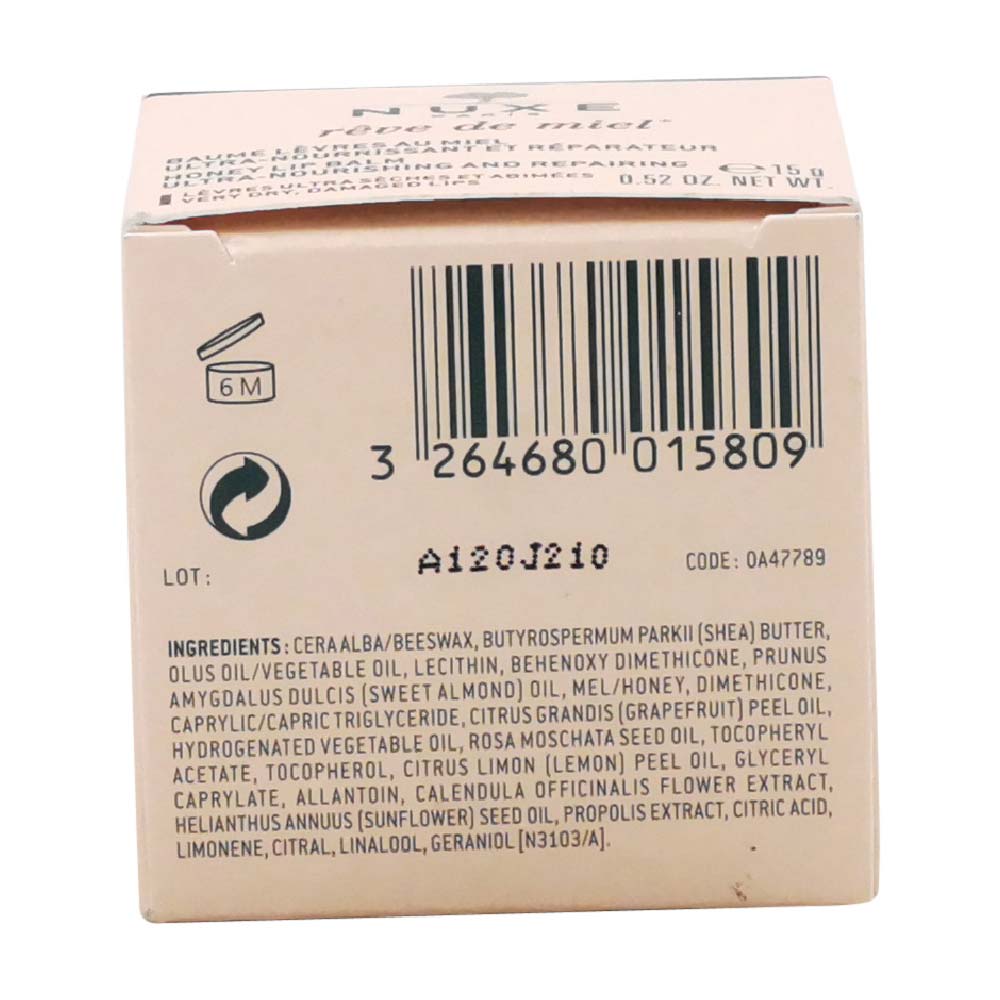 NUXE
PARIS
rêve de miel*
BAUME LÈVRES AU MIEL
ULTRA-NOURRISSANT ET RÉPARATEUR
HONEY LIP BALM
ULTRA-NOURISHING AND REPAIRING
LÈVRES ULTRA-SÈCHES ET ABIMÉES
VERY DRY, DAMAGED LIPS
℮ 15 g
0.52 OZ. NET WT.
6 M
3 264680 015809
LOT :
A120J210
CODE : 0A47789
INGREDIENTS : CERA ALBA/BEESWAX, BUTYROSPERMUM PARKII (SHEA) BUTTER,
OLUS OIL/VEGETABLE OIL, LECITHIN, BEHENOXY DIMETHICONE, PRUNUS
AMYGDALUS DULCIS (SWEET ALMOND) OIL, MEL/HONEY, DIMETHICONE,
CAPRYLIC/CAPRIC TRIGLYCERIDE, CITRUS GRANDIS (GRAPEFRUIT) PEEL OIL,
HYDROGENATED VEGETABLE OIL, ROSA MOSCHATA SEED OIL, TOCOPHERYL
ACETATE, TOCOPHEROL, CITRUS LIMON (LEMON) PEEL OIL, GLYCERYL
CAPRYLATE, ALLANTOIN, CALENDULA OFFICINALIS FLOWER EXTRACT,
HELIANTHUS ANNUUS (SUNFLOWER) SEED OIL, PROPOLIS EXTRACT, CITRIC ACID,
LIMONENE, CITRAL, LINALOOL, GERANIOL [N3103/A].